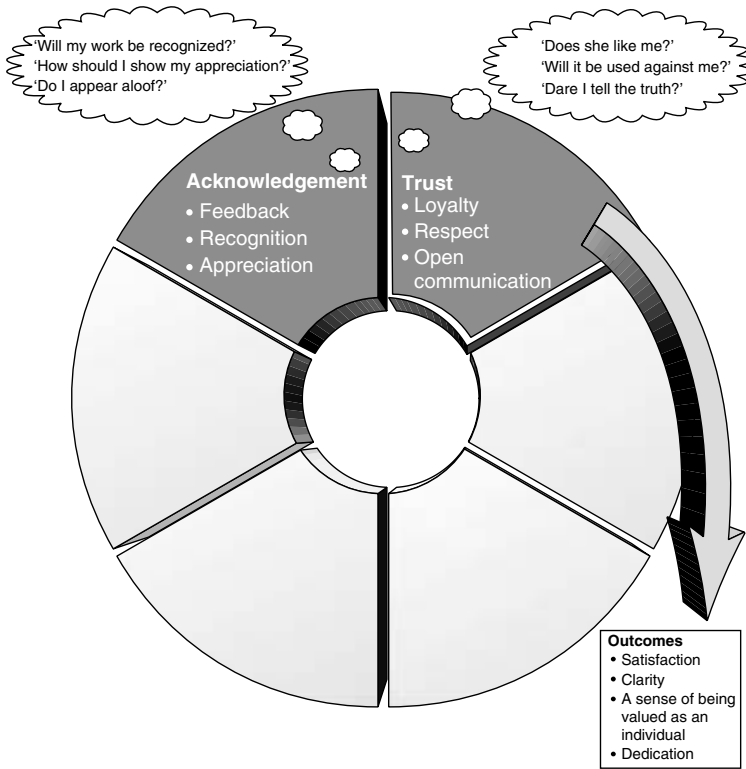 ‘Will my work be recognized?’
‘How should I show my appreciation?’
‘Do I appear aloof?’
‘Does she like me?’
‘Will it be used against me?’
‘Dare I tell the truth?’
Acknowledgement
• Feedback
• Recognition
• Appreciation
Trust
• Loyalty
• Respect
• Open
communication
Outcomes
• Satisfaction
• Clarity
• A sense of being
valued as an
individual
• Dedication